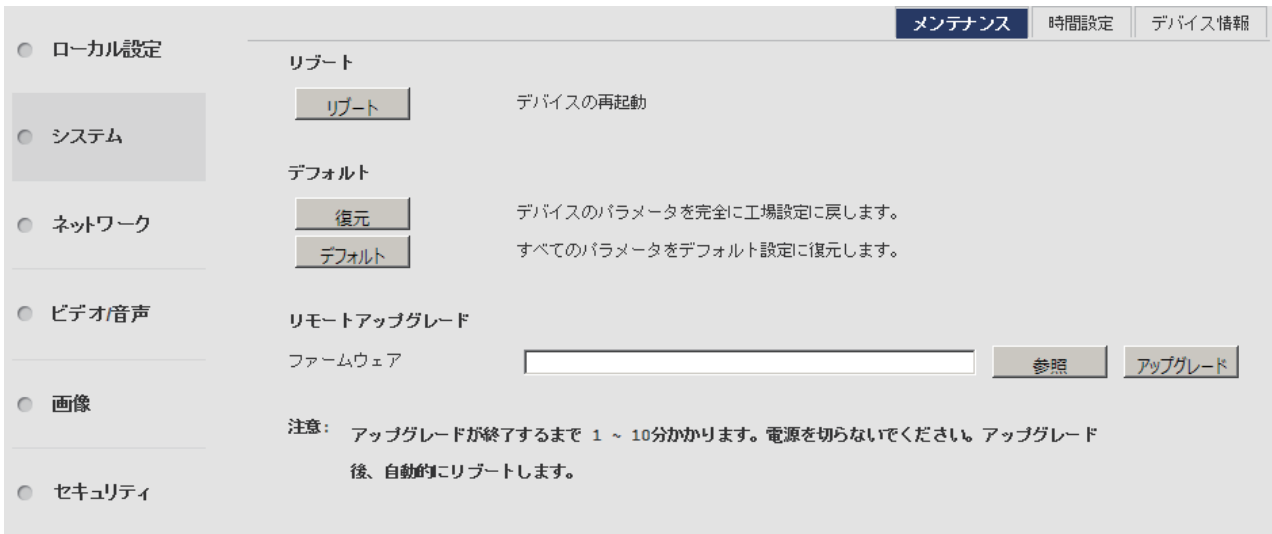 メンテナンス 時間設定 デバイス情報
ローカル設定
システム
ネットワーク
ビデオ/音声
画像
セキュリティ
リブート
リブート デバイスの再起動
デフォルト
復元 デバイスのパラメータを完全に工場設定に戻します。
デフォルト すべてのパラメータをデフォルト設定に復元します。
リモートアップグレード
ファームウェア 参照 アップグレード
注意: アップグレードが終了するまで 1 ~ 10分かかります。電源を切らないでください。アップグレード
後、自動的にリブートします。